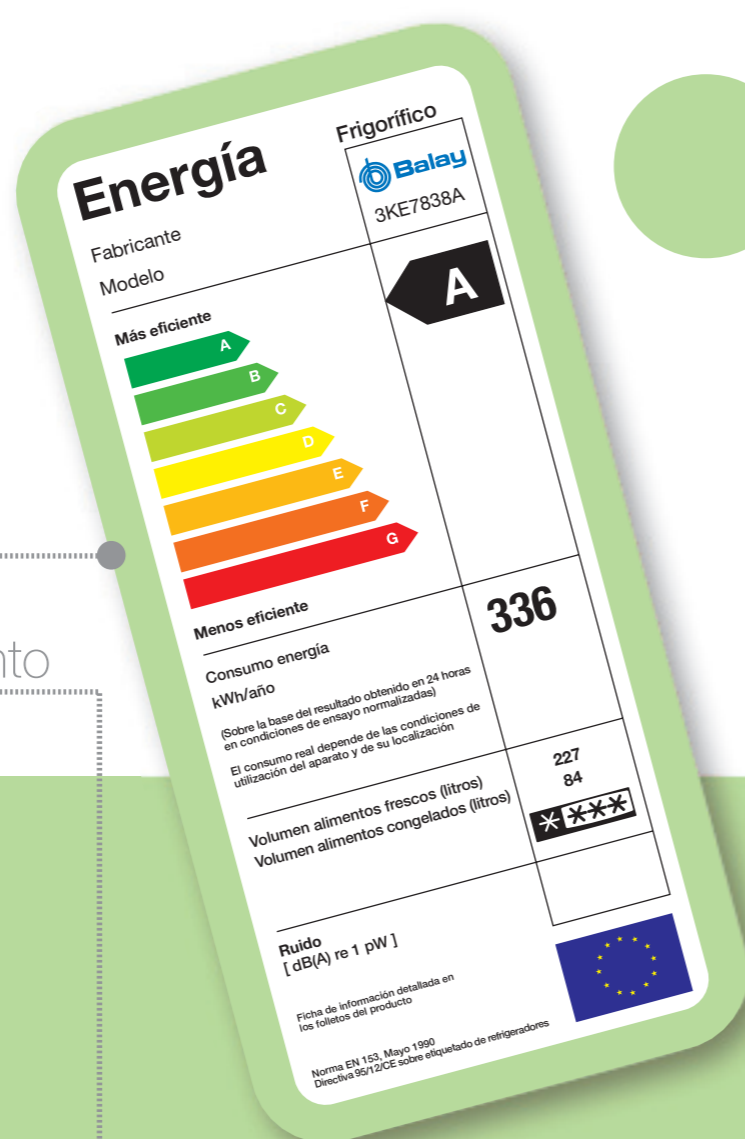 Energía
Frigorífico
Balay
3KE7838A
Fabricante
Modelo
A
Más eficiente
A
B
C
D
E
F
G
Menos eficiente
Consumo energía
kWh/año
336
(Sobre la base del resultado obtenido en 24 horas
en condiciones de ensayo normalizadas)
El consumo real depende de las condiciones de
utilización del aparato y de su localización
Volumen alimentos frescos (litros)
227
Volumen alimentos congelados (litros)
84
Ruido
[ dB(A) re 1 pW ]
Ficha de información detallada en
los folletos del producto
Norma EN 153, Mayo 1990
Directiva 95/12/CE sobre etiquetado de refrigeradores
nto